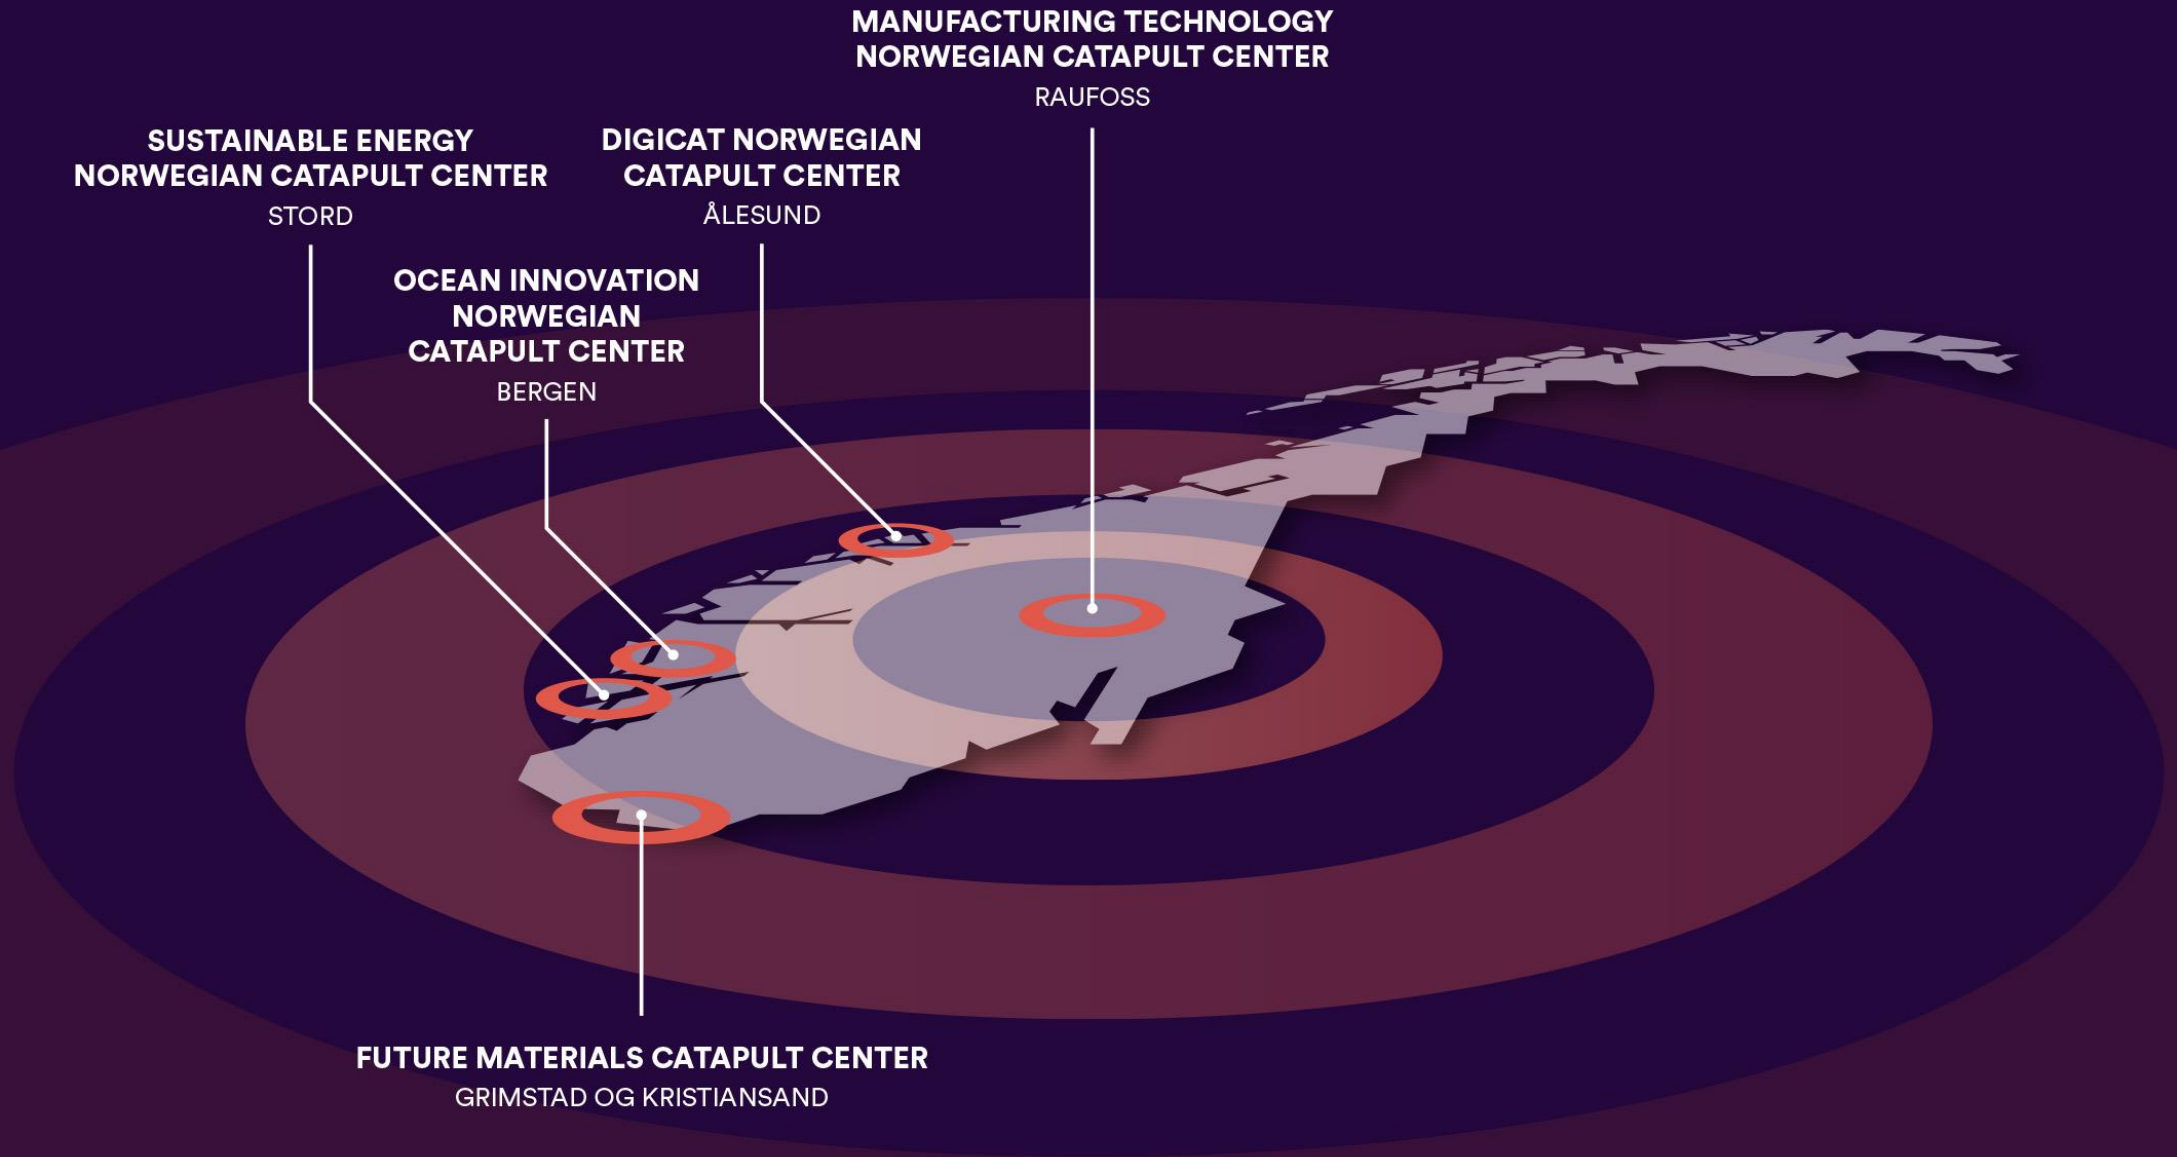 MANUFACTURING TECHNOLOGY
NORWEGIAN CATAPULT CENTER
RAUFOSS
SUSTAINABLE ENERGY
NORWEGIAN CATAPULT CENTER
STORD
DIGICAT NORWEGIAN
CATAPULT CENTER
ÅLESUND
OCEAN INNOVATION
NORWEGIAN
CATAPULT CENTER
BERGEN
FUTURE MATERIALS CATAPULT CENTER
GRIMSTAD OG KRISTIANSAND